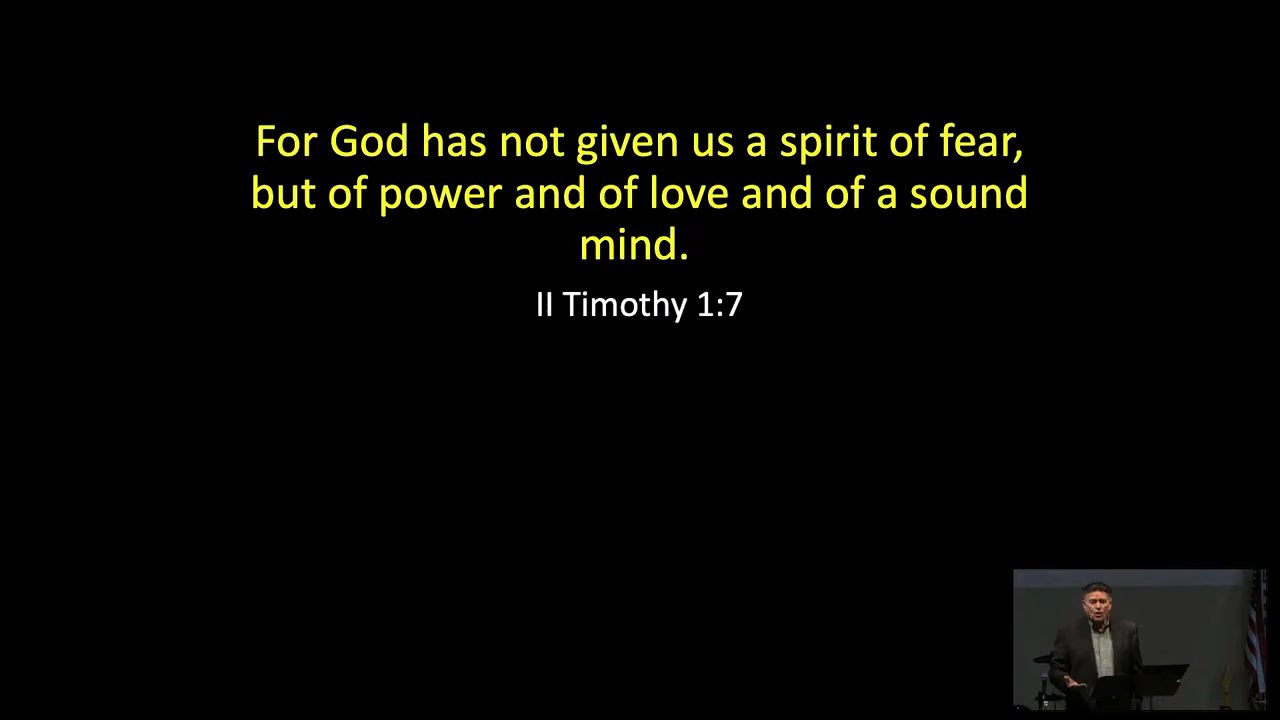 For God has not given us a spirit of fear,
but of power and of love and of a sound
mind.
II Timothy 1:7